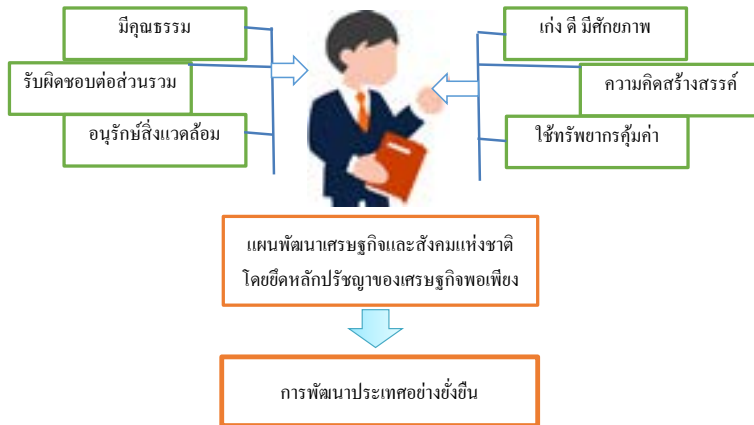 มีคุณธรรม
รับผิดชอบต่อส่วนรวม
อนุรักษ์สิ่งแวดล้อม
เก่ง ดี มีศักยภาพ
ความคิดสร้างสรรค์
ใช้ทรัพยากรคุ้มค่า
แผนพัฒนาเศรษฐกิจและสังคมแห่งชาติ
โดยยึดหลักปรัชญาของเศรษฐกิจพอเพียง
การพัฒนาประเทศอย่างยั่งยืน